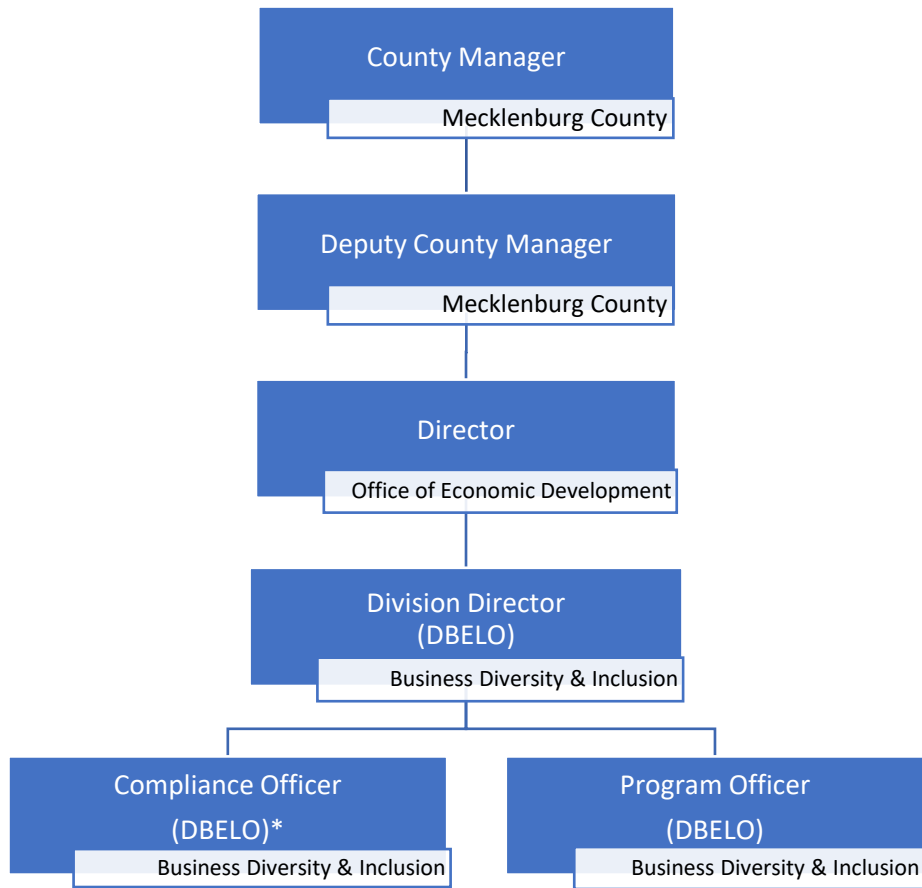 County Manager
Mecklenburg County
Deputy County Manager
Mecklenburg County
Director
Office of Economic Development
Division Director
(DBELO)
Business Diversity & Inclusion
Compliance Officer
(DBELO)*
Business Diversity & Inclusion
Program Officer
(DBELO)
Business Diversity & Inclusion